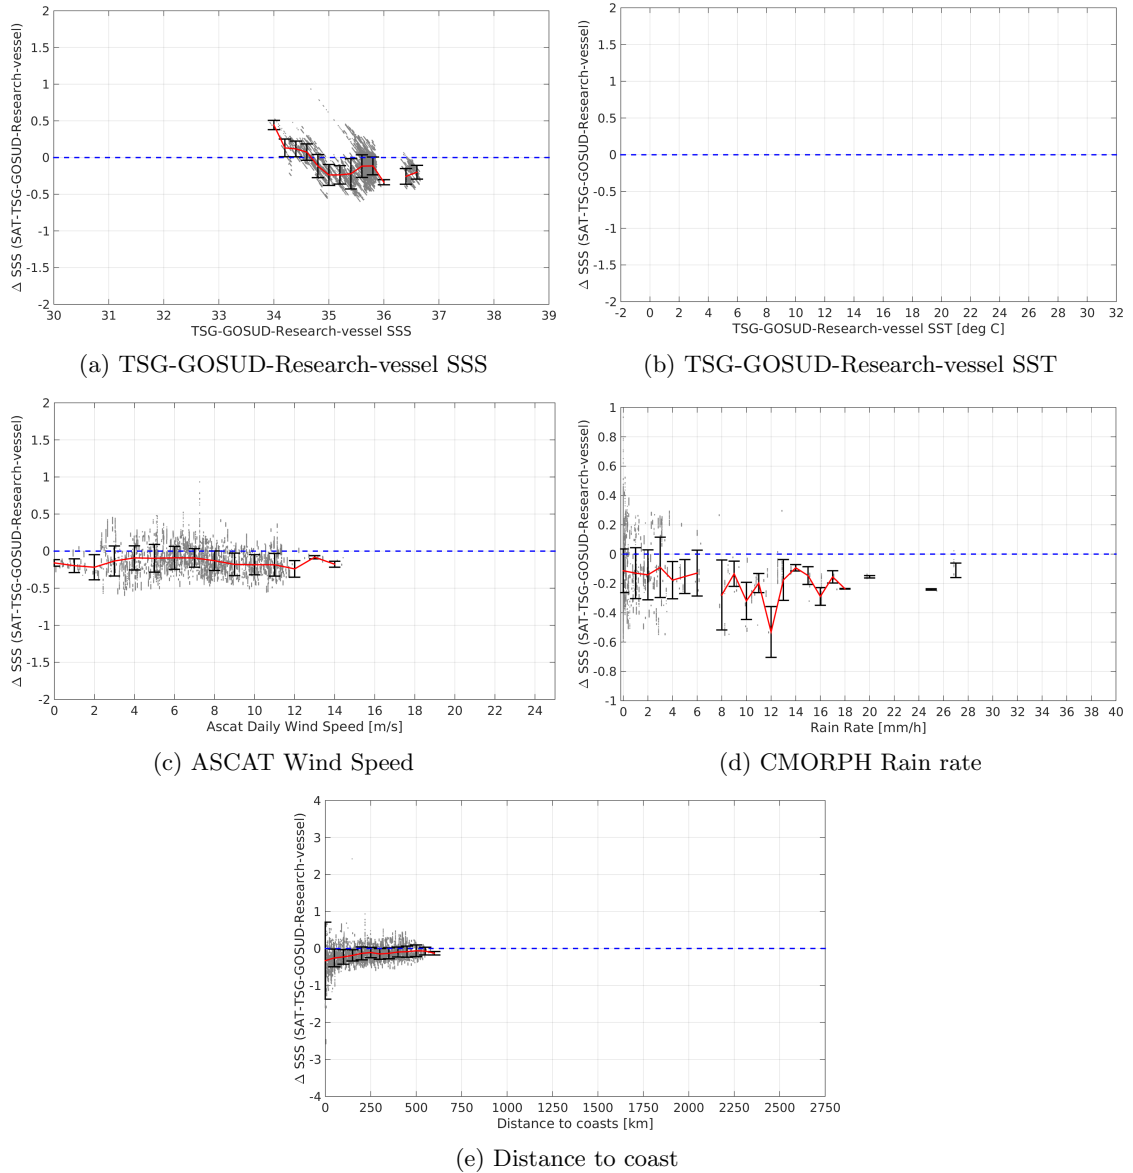 2
1.5
1
0.5
0
-0.5
-1
-1.5
-2
30 31 32 33 34 35 36 37 38 39
Δ SSS (SAT-TSG-GOSUD-Research-vessel)
TSG-GOSUD-Research-vessel SSS
(a) TSG-GOSUD-Research-vessel SSS
2
1.5
1
0.5
0
-0.5
-1
-1.5
-2
-2 0 2 4 6 8 10 12 14 16 18 20 22 24 26 28 30 32
Δ SSS (SAT-TSG-GOSUD-Research-vessel)
TSG-GOSUD-Research-vessel SST [deg C]
(b) TSG-GOSUD-Research-vessel SST
2
1.5
1
0.5
0
-0.5
-1
-1.5
-2
0 2 4 6 8 10 12 14 16 18 20 22 24
Δ SSS (SAT-TSG-GOSUD-Research-vessel)
Ascat Daily Wind Speed [m/s]
(c) ASCAT Wind Speed
1
0.8
0.6
0.4
0.2
0
-0.2
-0.4
-0.6
-0.8
-1
0 2 4 6 8 10 12 14 16 18 20 22 24 26 28 30 32 34 36 38 40
Δ SSS (SAT-TSG-GOSUD-Research-vessel)
Rain Rate [mm/h]
(d) CMORPH Rain rate
4
3
2
1
0
-1
-2
-3
-4
0 250 500 750 1000 1250 1500 1750 2000 2250 2500 2750
Δ SSS (SAT-TSG-GOSUD-Research-vessel)
Distance to coasts [km]
(e) Distance to coast